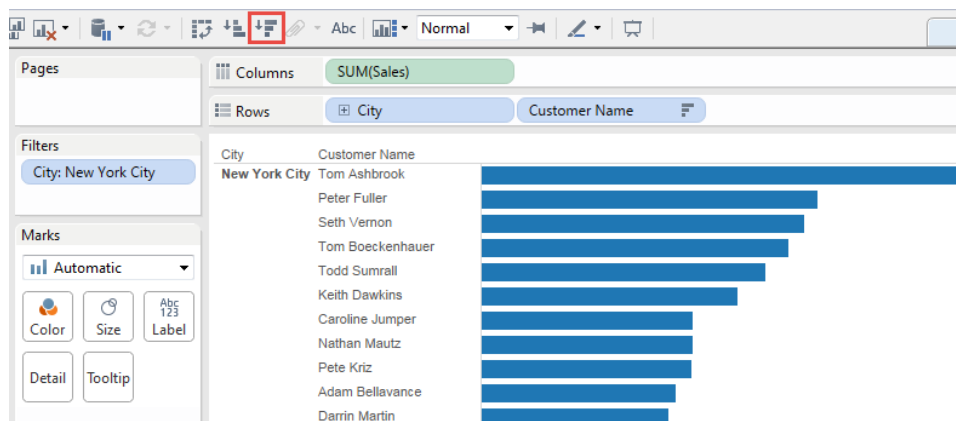 Abc Normal
Pages
Columns SUM(Sales)
Rows City Customer Name
Filters
City: New York City
City Customer Name
New York City Tom Ashbrook
Peter Fuller
Seth Vernon
Marks
Tom Boeckenhauer
Automatic
Todd Sumrall
Keith Dawkins
Abc
123
Color Size Label
Caroline Jumper
Nathan Mautz
Pete Kriz
Detail Tooltip
Adam Bellavance
Darrin Martin